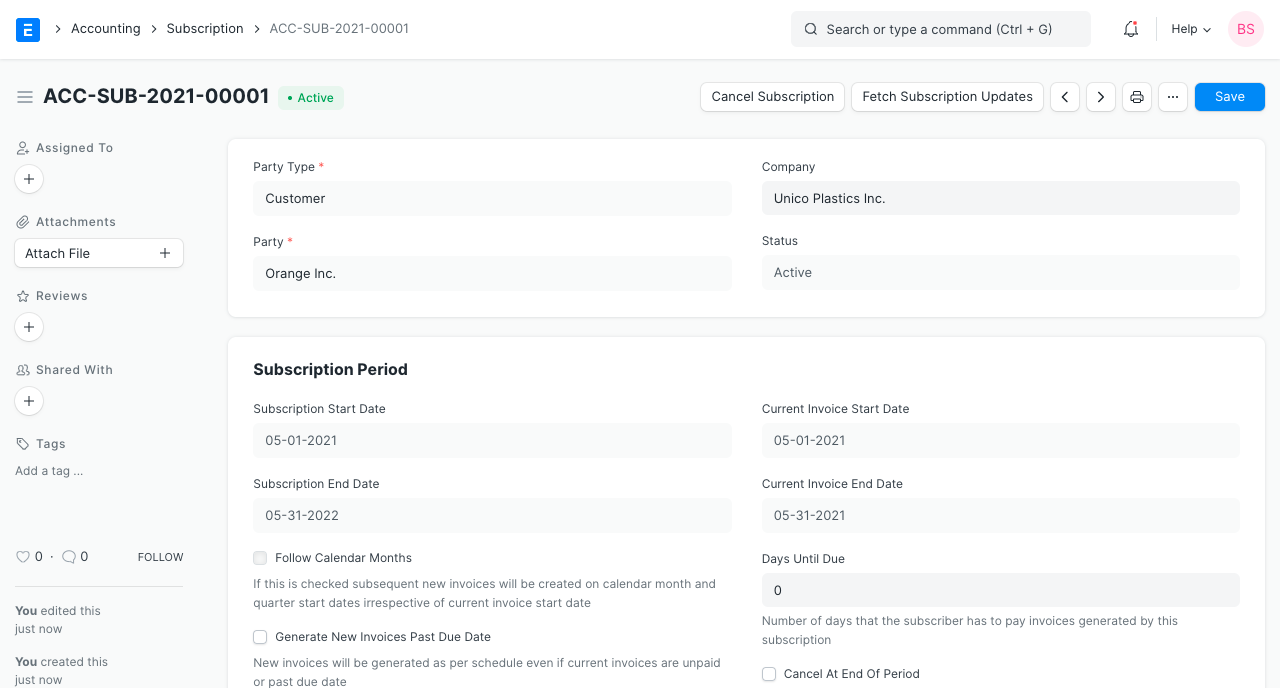 E
Accounting
Subscription
ACC-SUB-2021-00001
Search or type a command (Ctrl + G)
Help
BS
ACC-SUB-2021-00001
• Active
Cancel Subscription
Fetch Subscription Updates
...
Save
Assigned To
Attachments
Attach File
Reviews
Shared With
Tags
Add a tag ...
0 · 0
FOLLOW
You edited this
just now
You created this
just now
Party Type *
Customer
Party *
Orange Inc.
Company
Unico Plastics Inc.
Status
Active
Subscription Period
Subscription Start Date
05-01-2021
Subscription End Date
05-31-2022
Follow Calendar Months
If this is checked subsequent new invoices will be created on calendar month and
quarter start dates irrespective of current invoice start date
Generate New Invoices Past Due Date
New invoices will be generated as per schedule even if current invoices are unpaid
or past due date
Current Invoice Start Date
05-01-2021
Current Invoice End Date
05-31-2021
Days Until Due
0
Number of days that the subscriber has to pay invoices generated by this
subscription
Cancel At End Of Period